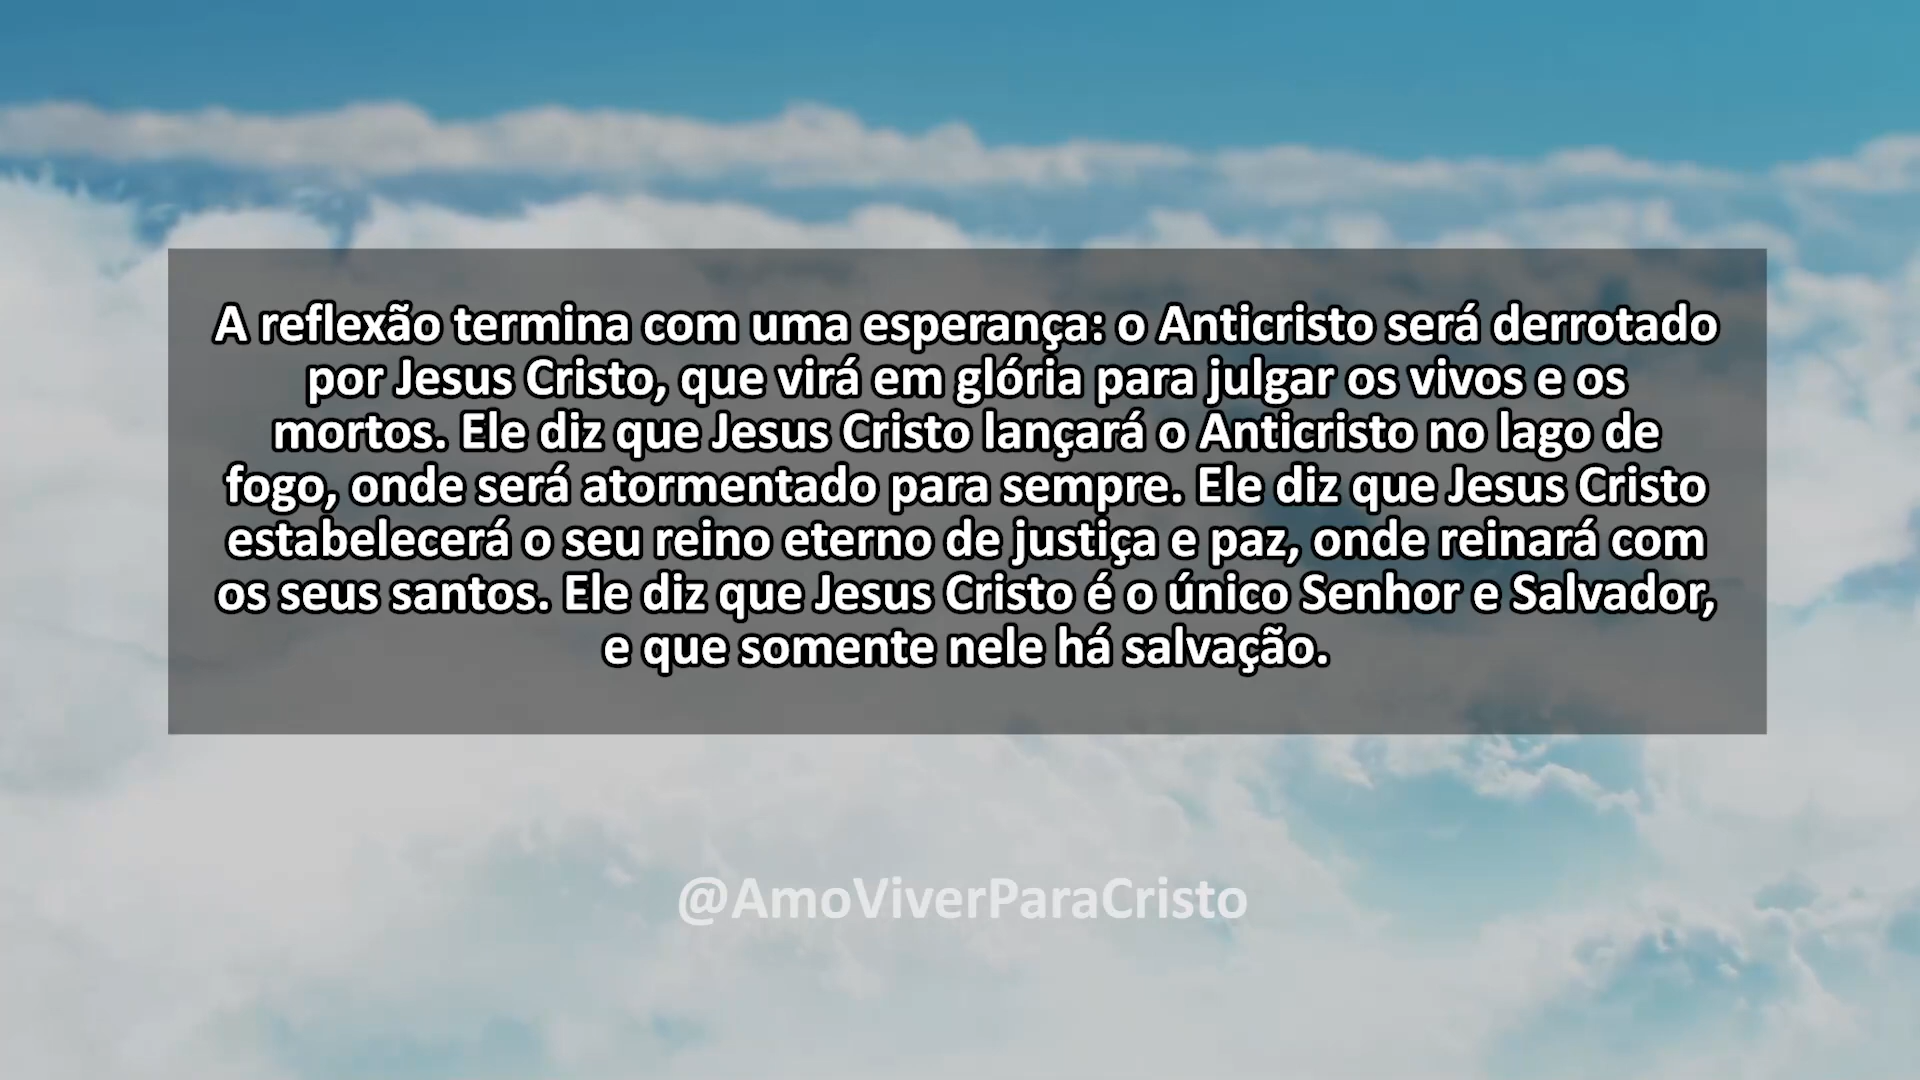 A reflexão termina com uma esperança: o Anticristo será derrotado
por Jesus Cristo, que virá em glória para julgar os vivos e os
mortos. Ele diz que Jesus Cristo lançará o Anticristo no lago de
fogo, onde será atormentado para sempre. Ele diz que Jesus Cristo
estabelecerá o seu reino eterno de justiça e paz, onde reinará com
os seus santos. Ele diz que Jesus Cristo é o único Senhor e Salvador,
e que somente nele há salvação.
@AmoViverParaCristo